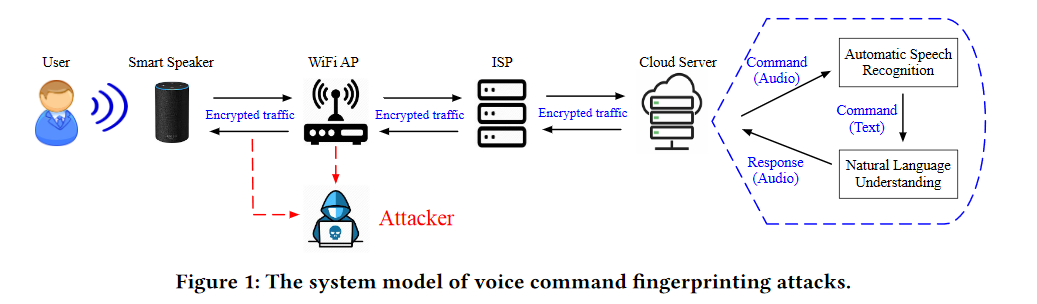 User
Smart Speaker
WiFi AP
ISP
Cloud Server
Encrypted traffic
Encrypted traffic
Encrypted traffic
Command
(Audio)
Automatic Speech
Recognition
Command
(Text)
Response
(Audio)
Natural Language
Understanding
Attacker
Figure 1: The system model of voice command fingerprinting attacks.